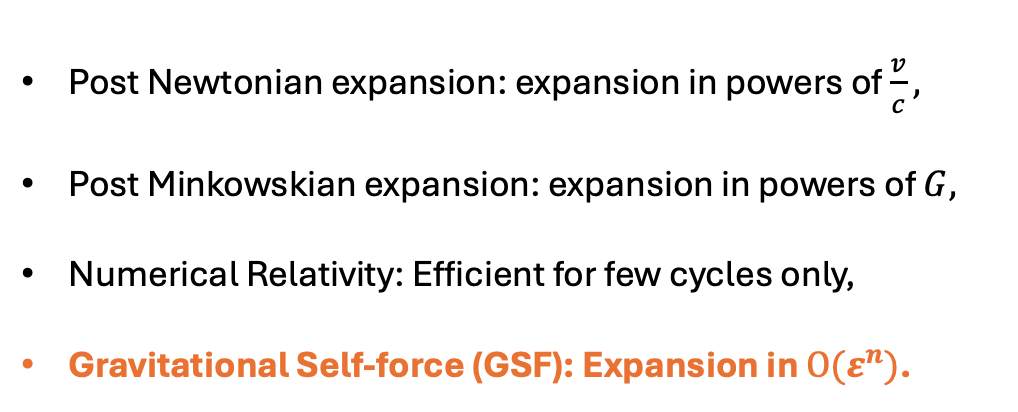 • Post Newtonian expansion: expansion in powers of v/c,
• Post Minkowskian expansion: expansion in powers of G,
• Numerical Relativity: Efficient for few cycles only,
• Gravitational Self-force (GSF): Expansion in O(εⁿ).